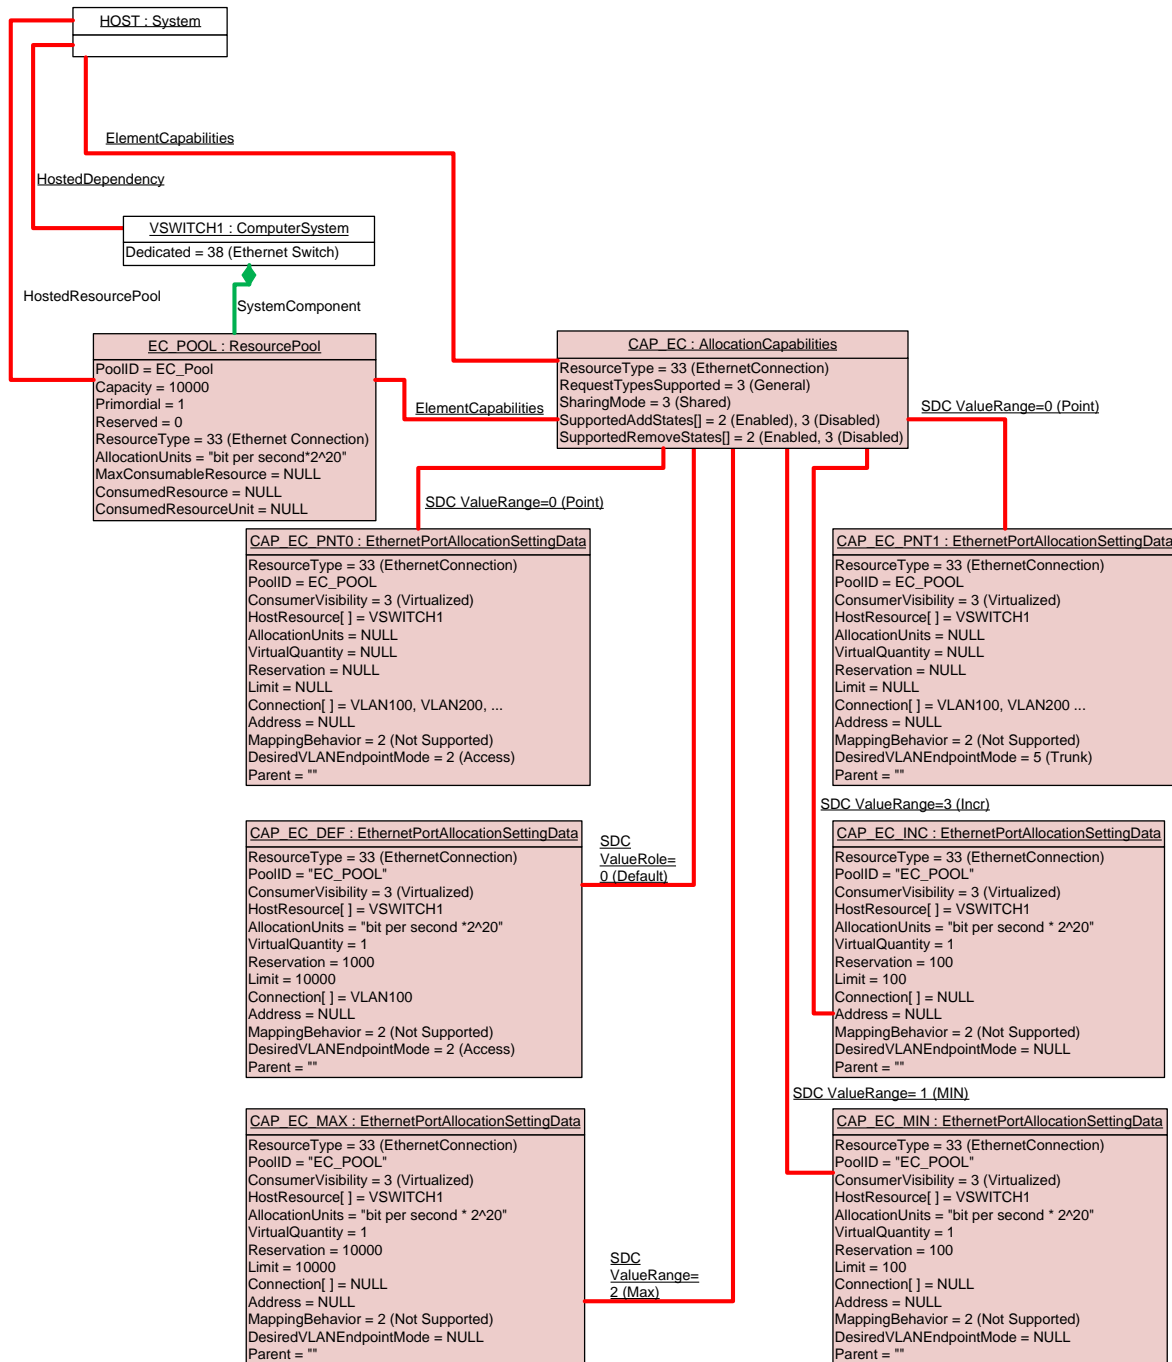 HOST : System
ElementCapabilities
HostedDependency
VSWITCH1 : ComputerSystem
Dedicated = 38 (Ethernet Switch)
HostedResourcePool
SystemComponent
EC_POOL : ResourcePool
PoolID = EC_Pool
Capacity = 10000
Primordial = 1
Reserved = 0
ResourceType = 33 (Ethernet Connection)
AllocationUnits = "bit per second*2^20"
MaxConsumableResource = NULL
ConsumedResource = NULL
ConsumedResourceUnit = NULL
ElementCapabilities
CAP_EC : AllocationCapabilities
ResourceType = 33 (EthernetConnection)
RequestTypesSupported = 3 (General)
SharingMode = 3 (Shared)
SupportedAddStates[] = 2 (Enabled), 3 (Disabled)
SupportedRemoveStates[] = 2 (Enabled, 3 (Disabled)
SDC ValueRange=0 (Point)
SDC ValueRange=0 (Point)
CAP_EC_PNT0 : EthernetPortAllocationSettingData
ResourceType = 33 (EthernetConnection)
PoolID = EC_POOL
ConsumerVisibility = 3 (Virtualized)
HostResource[ ] = VSWITCH1
AllocationUnits = NULL
VirtualQuantity = NULL
Reservation = NULL
Limit = NULL
Connection[ ] = VLAN100, VLAN200, ...
Address = NULL
MappingBehavior = 2 (Not Supported)
DesiredVLANEndpointMode = 2 (Access)
Parent = ""
CAP_EC_PNT1 : EthernetPortAllocationSettingData
ResourceType = 33 (EthernetConnection)
PoolID = EC_POOL
ConsumerVisibility = 3 (Virtualized)
HostResource[ ] = VSWITCH1
AllocationUnits = NULL
VirtualQuantity = NULL
Reservation = NULL
Limit = NULL
Connection[ ] = VLAN100, VLAN200 ...
Address = NULL
MappingBehavior = 2 (Not Supported)
DesiredVLANEndpointMode = 5 (Trunk)
Parent = ""
SDC ValueRange=3 (Incr)
CAP_EC_DEF : EthernetPortAllocationSettingData
ResourceType = 33 (EthernetConnection)
PoolID = "EC_POOL"
ConsumerVisibility = 3 (Virtualized)
HostResource[ ] = VSWITCH1
AllocationUnits = "bit per second *2^20"
VirtualQuantity = 1
Reservation = 1000
Limit = 10000
Connection[ ] = VLAN100
Address = NULL
MappingBehavior = 2 (Not Supported)
DesiredVLANEndpointMode = 2 (Access)
Parent = ""
SDC
ValueRole=
0 (Default)
CAP_EC_INC : EthernetPortAllocationSettingData
ResourceType = 33 (EthernetConnection)
PoolID = "EC_POOL"
ConsumerVisibility = 3 (Virtualized)
HostResource[ ] = VSWITCH1
AllocationUnits = "bit per second * 2^20"
VirtualQuantity = 1
Reservation = 100
Limit = 100
Connection[ ] = NULL
Address = NULL
MappingBehavior = 2 (Not Supported)
DesiredVLANEndpointMode = NULL
Parent = ""
SDC ValueRange= 1 (MIN)
CAP_EC_MAX : EthernetPortAllocationSettingData
ResourceType = 33 (EthernetConnection)
PoolID = "EC_POOL"
ConsumerVisibility = 3 (Virtualized)
HostResource[ ] = VSWITCH1
AllocationUnits = "bit per second * 2^20"
VirtualQuantity = 1
Reservation = 10000
Limit = 10000
Connection[ ] = NULL
Address = NULL
MappingBehavior = 2 (Not Supported)
DesiredVLANEndpointMode = NULL
Parent = ""
SDC
ValueRange=
2 (Max)
CAP_EC_MIN : EthernetPortAllocationSettingData
ResourceType = 33 (EthernetConnection)
PoolID = "EC_POOL"
ConsumerVisibility = 3 (Virtualized)
HostResource[ ] = VSWITCH1
AllocationUnits = "bit per second * 2^20"
VirtualQuantity = 1
Reservation = 100
Limit = 100
Connection[ ] = NULL
Address = NULL
MappingBehavior = 2 (Not Supported)
DesiredVLANEndpointMode = NULL
Parent = ""